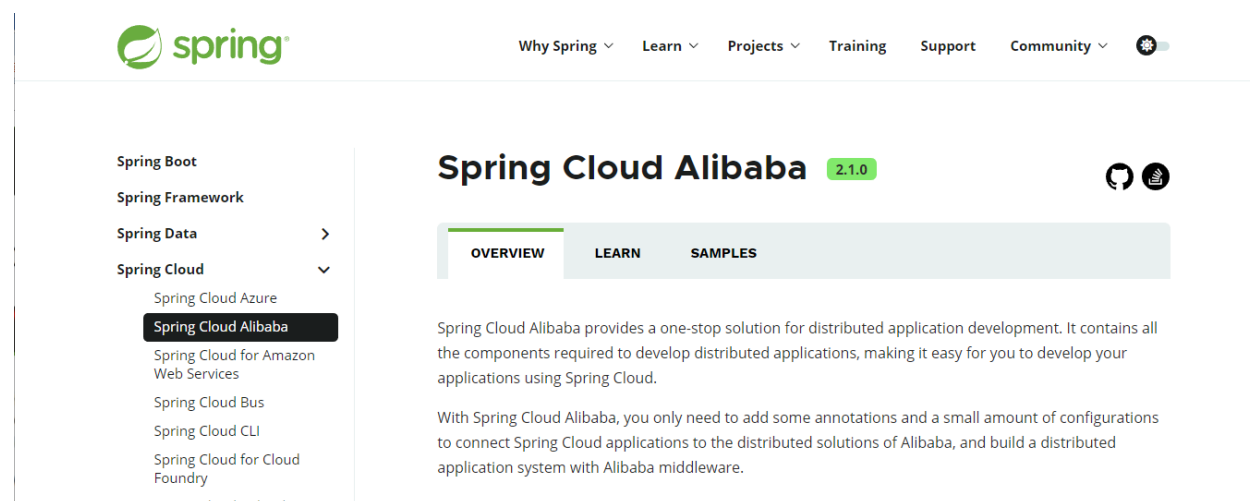 spring
Why Spring
Learn
Projects
Training
Support
Community
Spring Boot
Spring Framework
Spring Data
Spring Cloud
Spring Cloud Azure
Spring Cloud Alibaba
Spring Cloud for Amazon
Web Services
Spring Cloud Bus
Spring Cloud CLI
Spring Cloud for Cloud
Foundry
Spring Cloud Alibaba 2.1.0
OVERVIEW
LEARN
SAMPLES
Spring Cloud Alibaba provides a one-stop solution for distributed application development. It contains all
the components required to develop distributed applications, making it easy for you to develop your
applications using Spring Cloud.
With Spring Cloud Alibaba, you only need to add some annotations and a small amount of configurations
to connect Spring Cloud applications to the distributed solutions of Alibaba, and build a distributed
application system with Alibaba middleware.